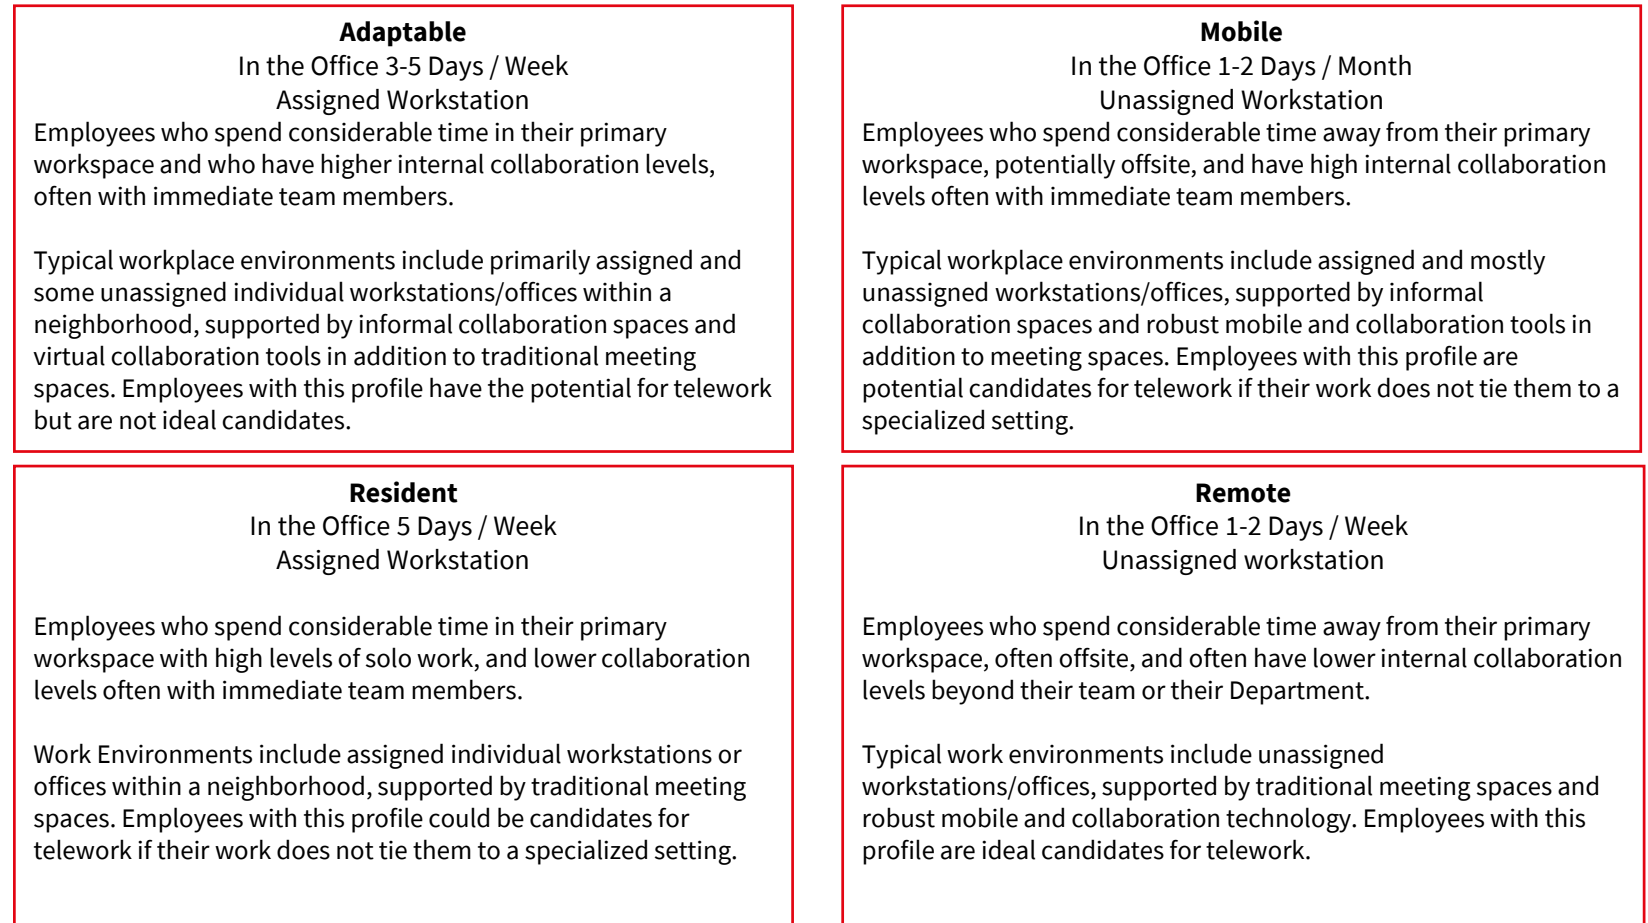 Adaptable
In the Office 3-5 Days / Week
Assigned Workstation
Employees who spend considerable time in their primary
workspace and who have higher internal collaboration levels,
often with immediate team members.
Typical workplace environments include primarily assigned and
some unassigned individual workstations/offices within a
neighborhood, supported by informal collaboration spaces and
virtual collaboration tools in addition to traditional meeting
spaces. Employees with this profile have the potential for telework
but are not ideal candidates.
Mobile
In the Office 1-2 Days / Month
Unassigned Workstation
Employees who spend considerable time away from their primary
workspace, potentially offsite, and have high internal collaboration
levels often with immediate team members.
Typical workplace environments include assigned and mostly
unassigned workstations/offices, supported by informal
collaboration spaces and robust mobile and collaboration tools in
addition to meeting spaces. Employees with this profile are
potential candidates for telework if their work does not tie them to a
specialized setting.
Resident
In the Office 5 Days / Week
Assigned Workstation
Employees who spend considerable time in their primary
workspace with high levels of solo work, and lower collaboration
levels often with immediate team members.
Work Environments include assigned individual workstations or
offices within a neighborhood, supported by traditional meeting
spaces. Employees with this profile could be candidates for
telework if their work does not tie them to a specialized setting.
Remote
In the Office 1-2 Days / Week
Unassigned workstation
Employees who spend considerable time away from their primary
workspace, often offsite, and often have lower internal collaboration
levels beyond their team or their Department.
Typical work environments include unassigned
workstations/offices, supported by traditional meeting spaces and
robust mobile and collaboration technology. Employees with this
profile are ideal candidates for telework.